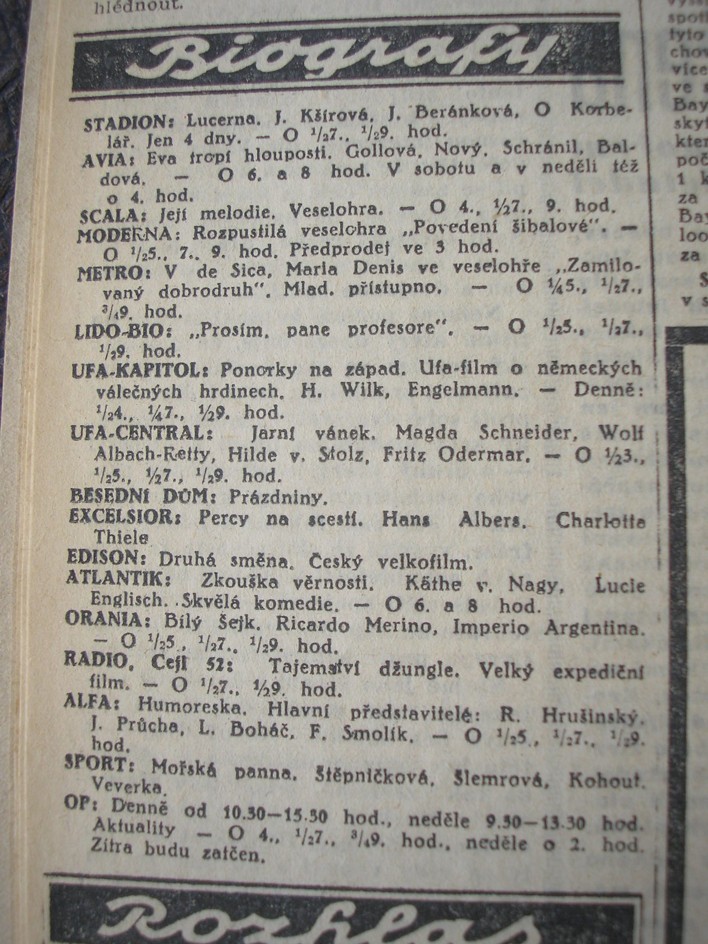 hlédnout.
Biografy
STADION: Lucerna. J. Kšírová, J. Beránková, O Korbe-
lář. Jen 4 dny. — O ½7., ½9. hod.
AVIA: Eva tropí hlouposti. Gollová, Nový, Schránil, Bal-
dová. — O 6. a 8 hod. V sobotu a v neděli též
o 4. hod.
SCALA: Její melodie. Veselohra. — O 4., ½7., 9. hod.
MODERNA: Rozpustilá veselohra „Povedení šibalové“. —
O ½5., 7., 9. hod. Předprodej ve 3 hod.
METRO: V de Sica, Maria Denis ve veselohře „Zamilo-
vaný dobrodruh“. Mlad. přístupno. — O ¼5., ½7.,
¾9. hod.
LIDO-BIO: „Prosím, pane profesore“. — O ½5., ½7.,
½9. hod.
UFA-KAPITOL: Ponorky na západ. Ufa-film o německých
válečných hrdinech. H. Wilk, Engelmann. — Denně:
½4., ¼7., ½9. hod.
UFA-CENTRAL: Jarní vánek. Magda Schneider, Wolf
Albach-Retty, Hilde v. Stolz, Fritz Odermar. — O ½3.,
½5., ½7., ½9. hod.
BESEDNÍ DŮM: Prázdniny.
EXCELSIOR: Percy na scestí. Hans Albers, Charlotta
Thiele
EDISON: Druhá směna. Český velkofilm.
ATLANTIK: Zkouška věrnosti. Käthe v. Nagy, Lucie
Englisch. Skvělá komedie. — O 6. a 8 hod.
ORANIA: Bílý Šejk. Ricardo Merino, Imperio Argentina.
— O ½5., ½7., ½9. hod.
RADIO, Cejl 52: Tajemství džungle. Velký expediční
film. — O ½7., ½9. hod.
ALFA: Humoreska. Hlavní představitelé: R. Hrušinský.
J. Průcha, L. Boháč, F. Smolík. — O ½5., ½7., ½9.
hod.
SPORT: Mořská panna. Štěpničková, Šlemrová, Kohout.
Veverka.
OP: Denně od 10.30—15.30 hod., neděle 9.30—13.30 hod.
Aktuality — O 4., ½7., ¾9. hod., neděle o 2. hod.
Zítra budu zatčen.
Rozhlas